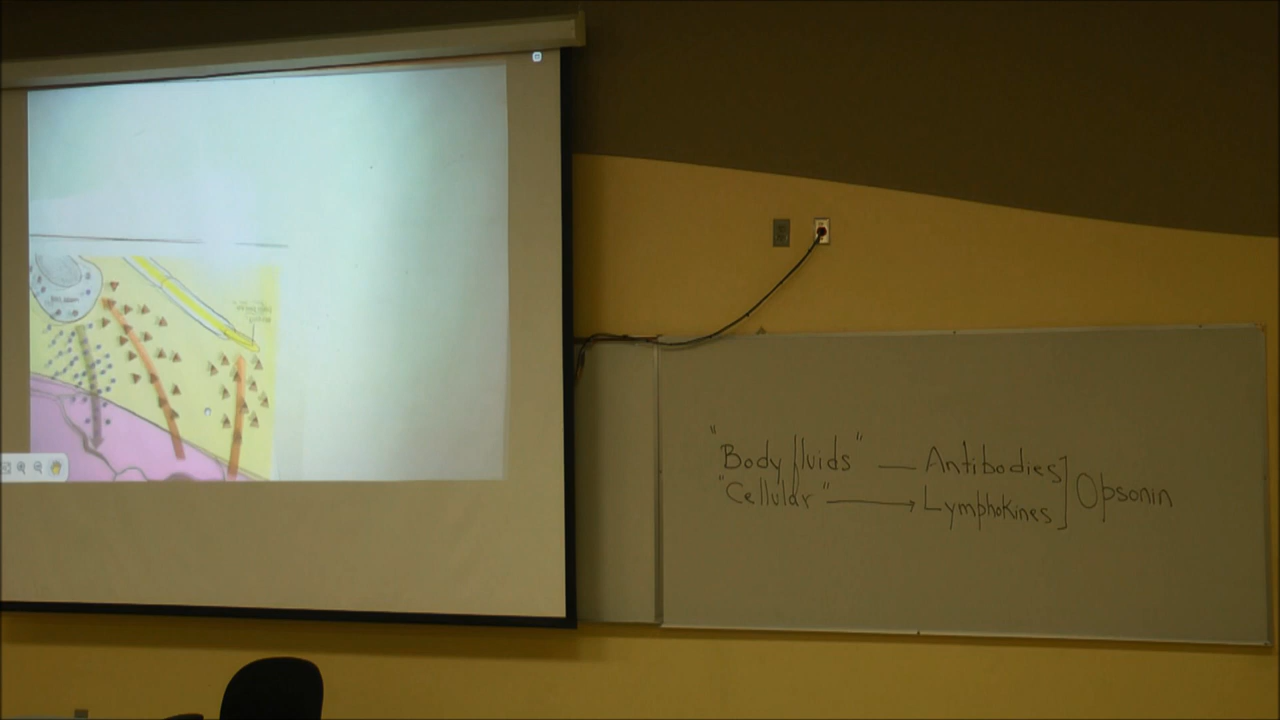 "Body fluids" — Antibodies
"Cellular" → Lymphokines ] Opsonin